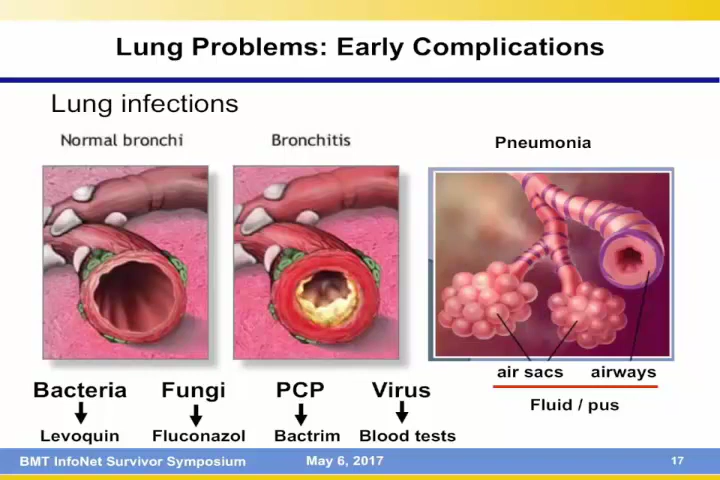 Lung Problems: Early Complications
Lung infections
Normal bronchi
Bronchitis
Pneumonia
air sacs
airways
Fluid / pus
Bacteria
Fungi
PCP
Virus
Levoquin
Fluconazol
Bactrim
Blood tests
BMT InfoNet Survivor Symposium
May 6, 2017
17